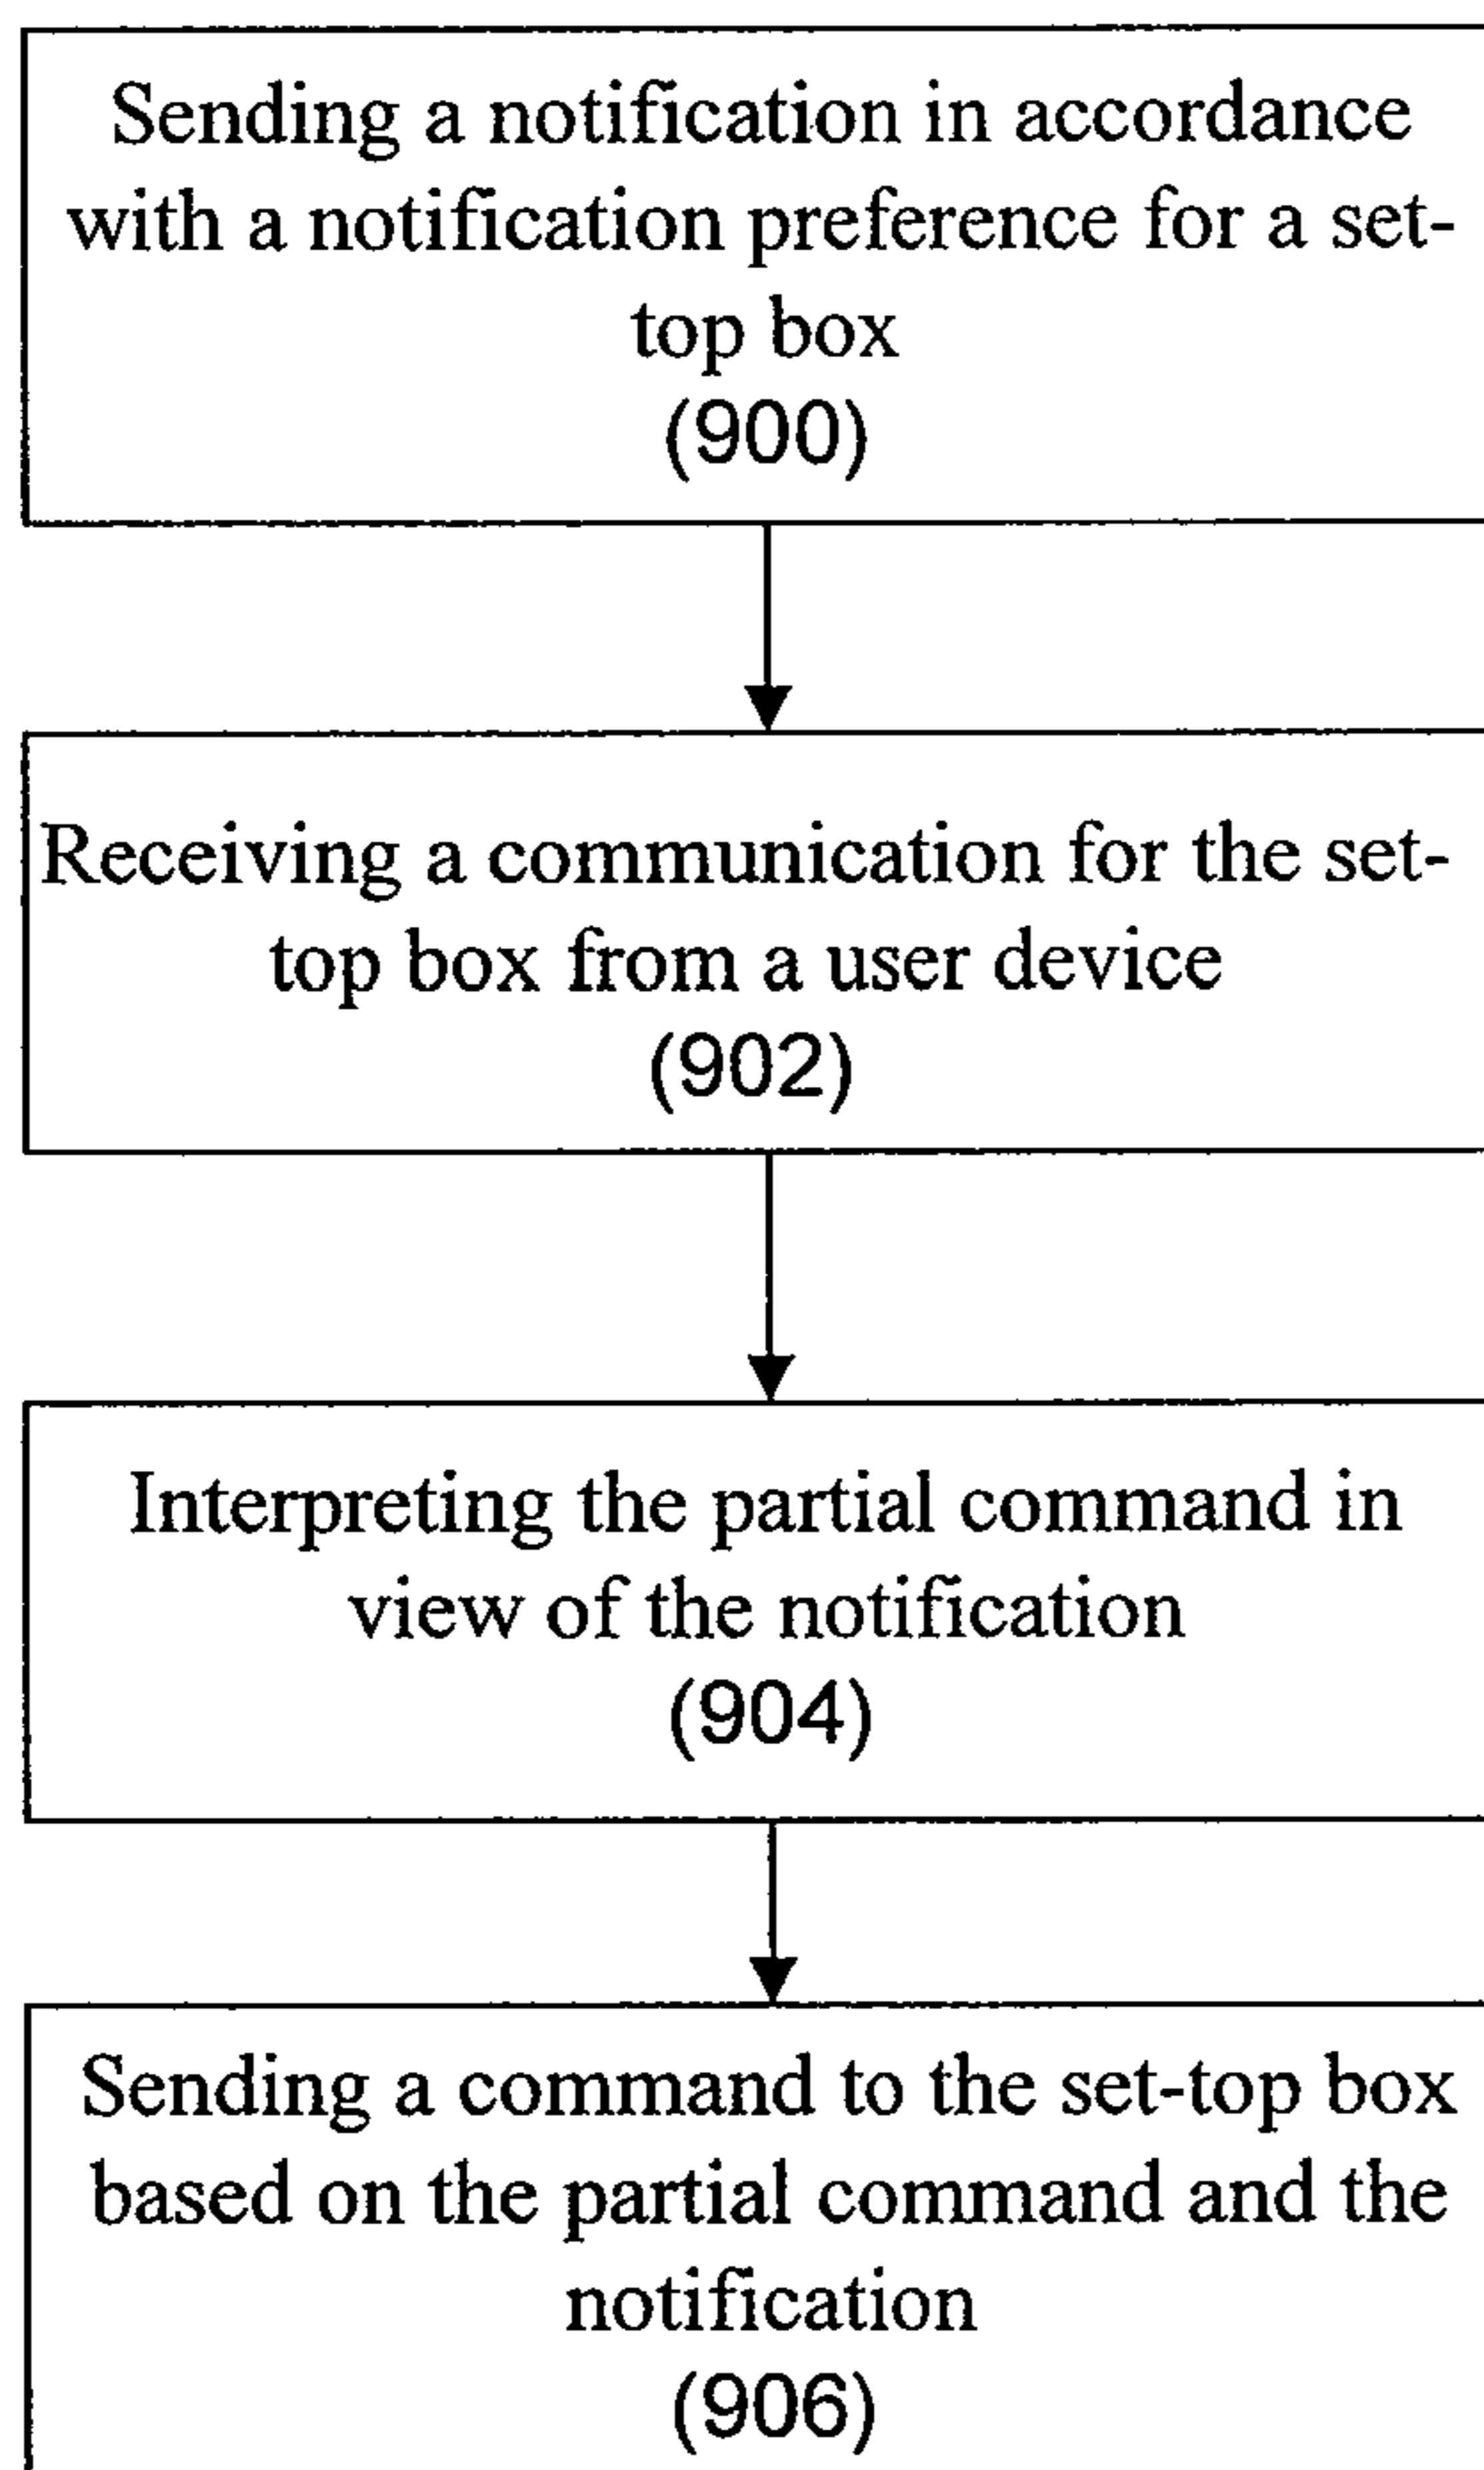 Sending a notification in accordance
with a notification preference for a set-
top box
(900)
Receiving a communication for the set-
top box from a user device
(902)
Interpreting the partial command in
view of the notification
(904)
Sending a command to the set-top box
based on the partial command and the
notification
(906)